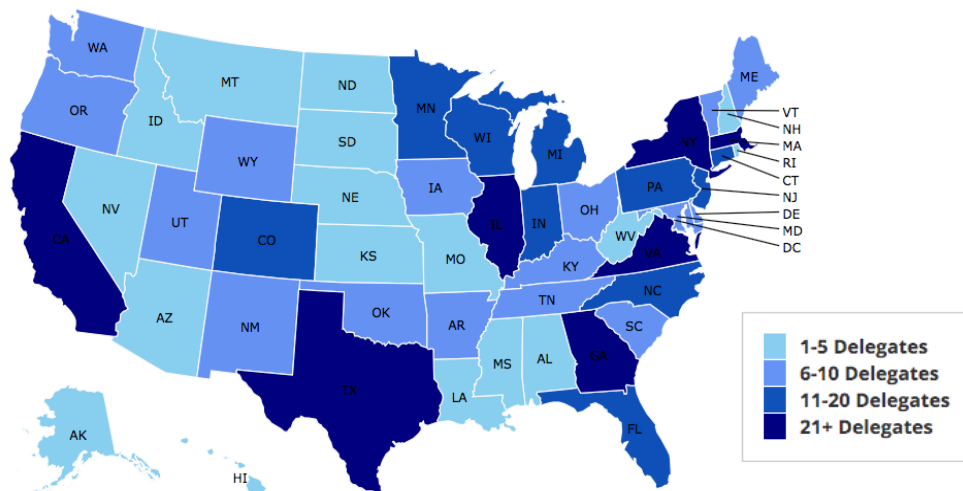 WA
OR
CA
NV
ID
MT
WY
UT
AZ
CO
NM
ND
SD
NE
KS
OK
TX
MN
IA
MO
AR
LA
WI
IL
MI
IN
OH
KY
TN
MS
AL
GA
FL
SC
NC
VA
WV
PA
NY
ME
VT
NH
MA
RI
CT
NJ
DE
MD
DC
AK
HI
1-5 Delegates
6-10 Delegates
11-20 Delegates
21+ Delegates